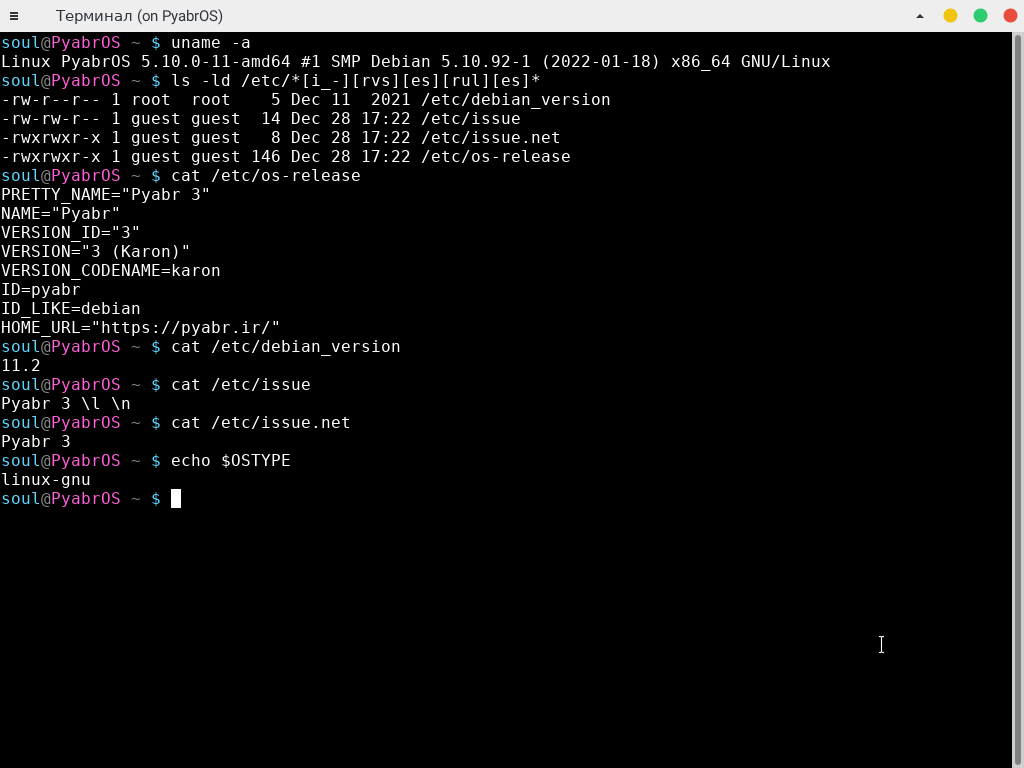 Терминал (on PyabrOS)
soul@PyabrOS ~ $ uname -a
Linux PyabrOS 5.10.0-11-amd64 #1 SMP Debian 5.10.92-1 (2022-01-18) x86_64 GNU/Linux
soul@PyabrOS ~ $ ls -ld /etc/*[i_-][rvs][es][rul][es]*
-rw-r--r-- 1 root  root    5 Dec 11  2021 /etc/debian_version
-rw-rw-r-- 1 guest guest  14 Dec 28 17:22 /etc/issue
-rwxrwxr-x 1 guest guest   8 Dec 28 17:22 /etc/issue.net
-rwxrwxr-x 1 guest guest 146 Dec 28 17:22 /etc/os-release
soul@PyabrOS ~ $ cat /etc/os-release
PRETTY_NAME="Pyabr 3"
NAME="Pyabr"
VERSION_ID="3"
VERSION="3 (Karon)"
VERSION_CODENAME=karon
ID=pyabr
ID_LIKE=debian
HOME_URL="https://pyabr.ir/"
soul@PyabrOS ~ $ cat /etc/debian_version
11.2
soul@PyabrOS ~ $ cat /etc/issue
Pyabr 3 \l \n
soul@PyabrOS ~ $ cat /etc/issue.net
Pyabr 3
soul@PyabrOS ~ $ echo $OSTYPE
linux-gnu
soul@PyabrOS ~ $